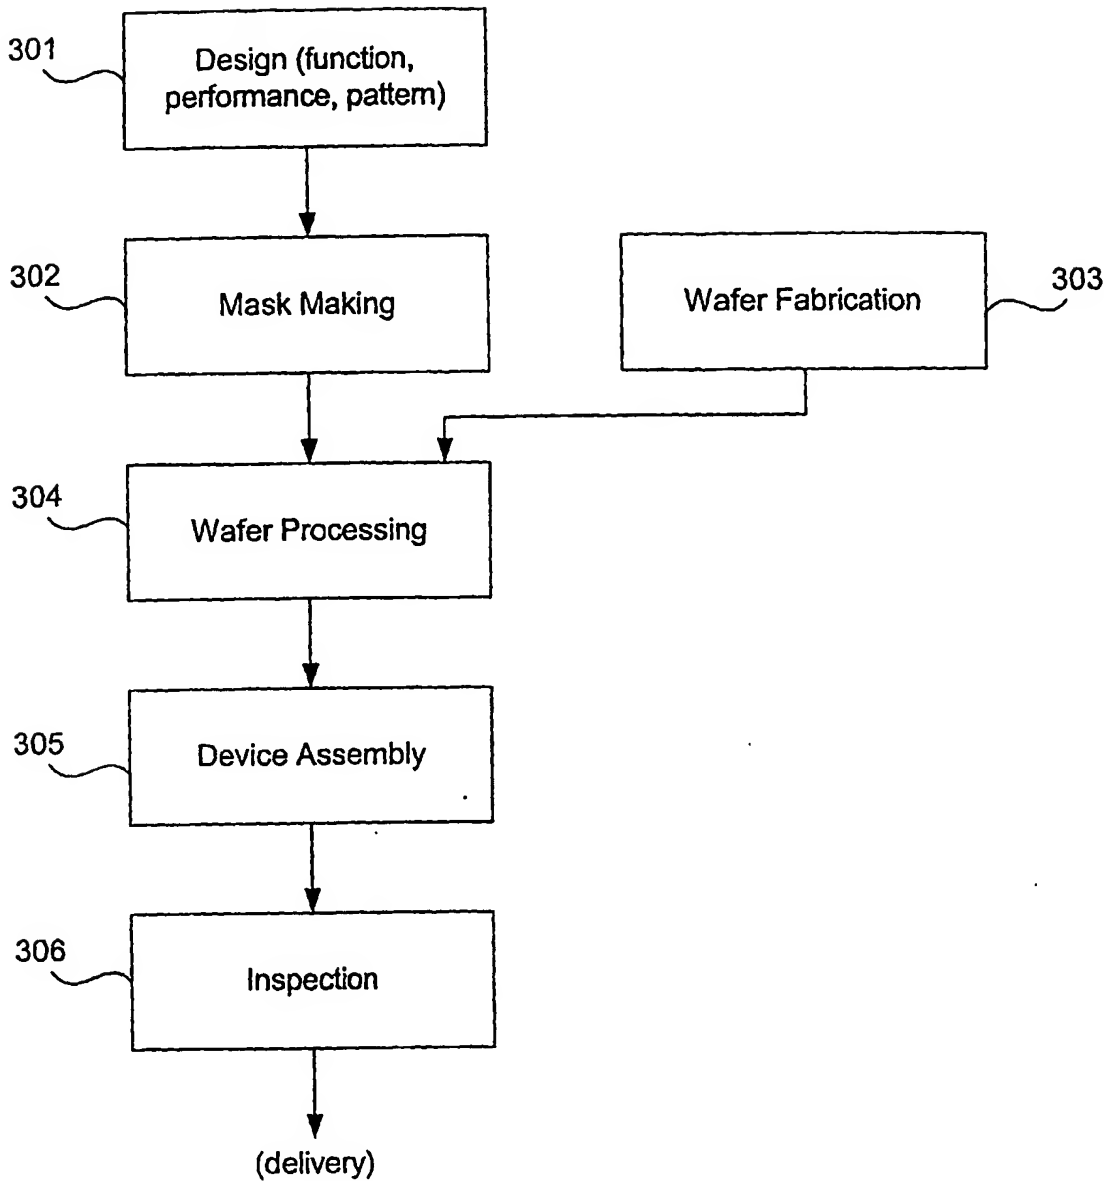 301
Design (function,
performance, pattern)
302
Mask Making
Wafer Fabrication
303
304
Wafer Processing
305
Device Assembly
306
Inspection
(delivery)